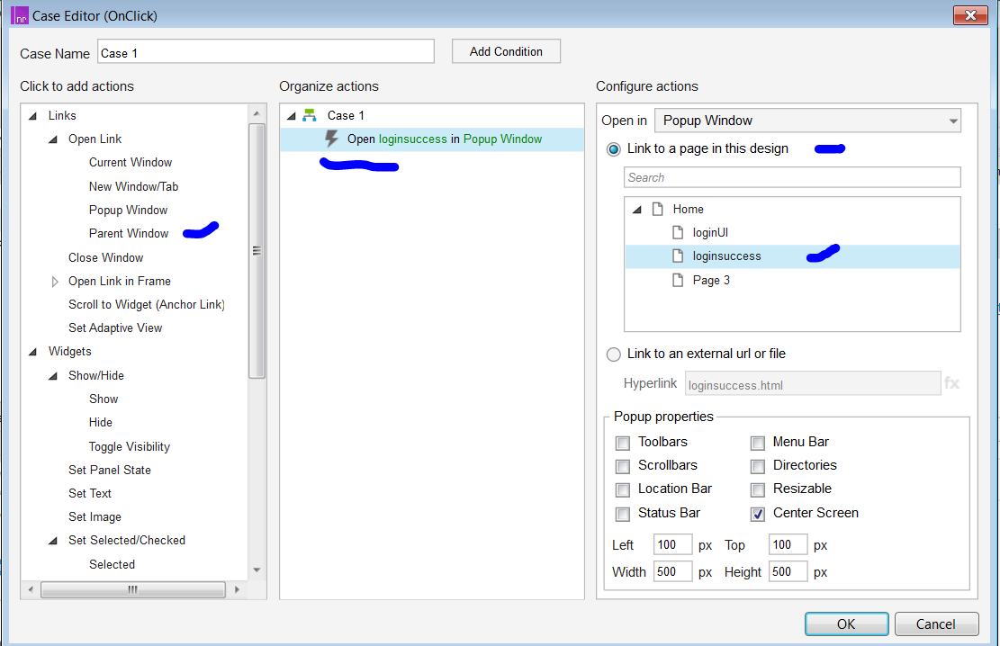 Case Editor (OnClick)
Case Name Case 1 Add Condition
Click to add actions
Links
Open Link
Current Window
New Window/Tab
Popup Window
Parent Window
Close Window
Open Link in Frame
Scroll to Widget (Anchor Link)
Set Adaptive View
Widgets
Show/Hide
Show
Hide
Toggle Visibility
Set Panel State
Set Text
Set Image
Set Selected/Checked
Selected
Organize actions
Case 1
Open loginsuccess in Popup Window
Configure actions
Open in Popup Window
Link to a page in this design
Search
Home
loginUI
loginsuccess
Page 3
Link to an external url or file
Hyperlink loginsuccess.html fx
Popup properties
Toolbars Menu Bar
Scrollbars Directories
Location Bar Resizable
Status Bar Center Screen
Left 100 px Top 100 px
Width 500 px Height 500 px
OK Cancel